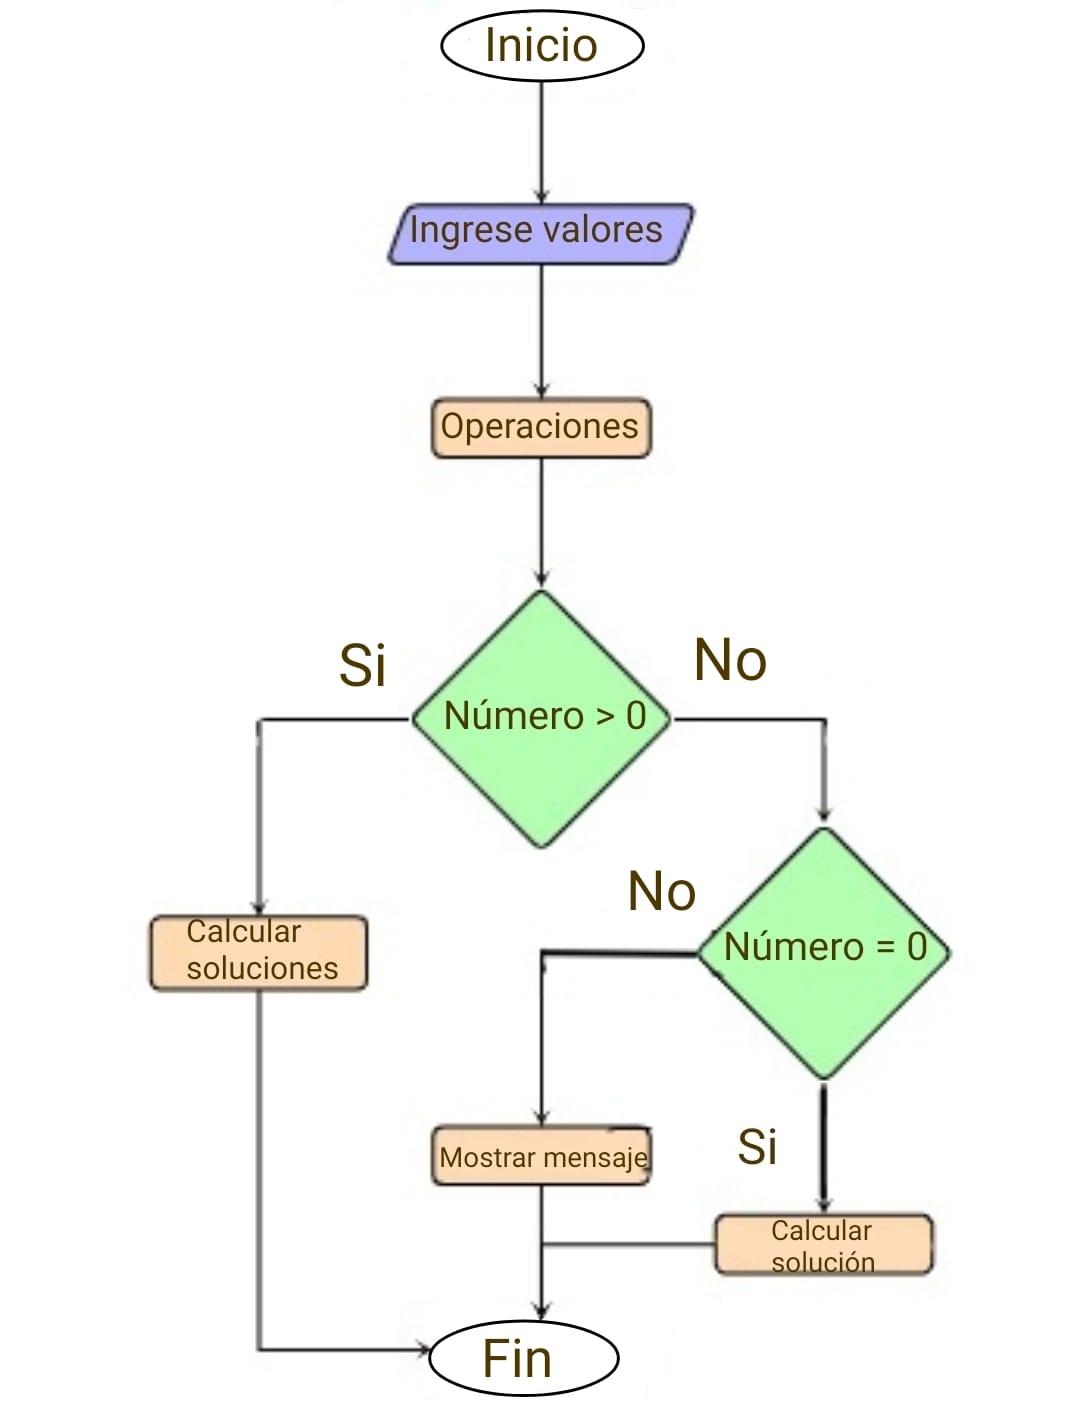 Inicio
Ingrese valores
Operaciones
Si
No
Número > 0
No
Calcular
soluciones
Número = 0
Mostrar mensaje
Si
Calcular
solución
Fin